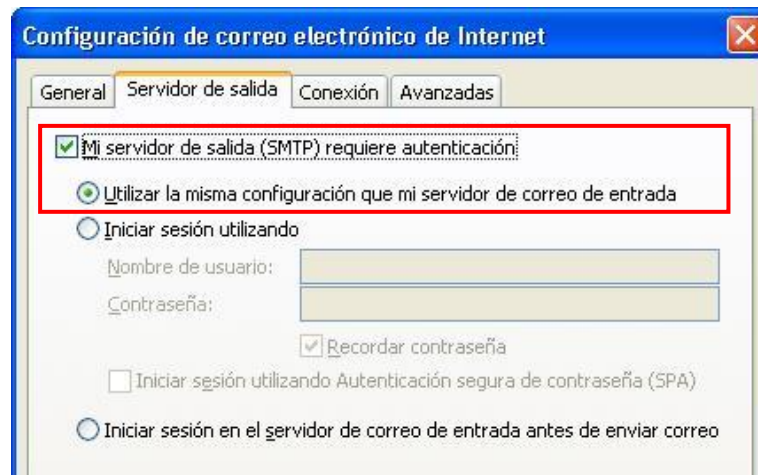 Configuración de correo electrónico de Internet
General Servidor de salida Conexión Avanzadas
Mi servidor de salida (SMTP) requiere autenticación
Utilizar la misma configuración que mi servidor de correo de entrada
Iniciar sesión utilizando
Nombre de usuario:
Contraseña:
Recordar contraseña
Iniciar sesión utilizando Autenticación segura de contraseña (SPA)
Iniciar sesión en el servidor de correo de entrada antes de enviar correo